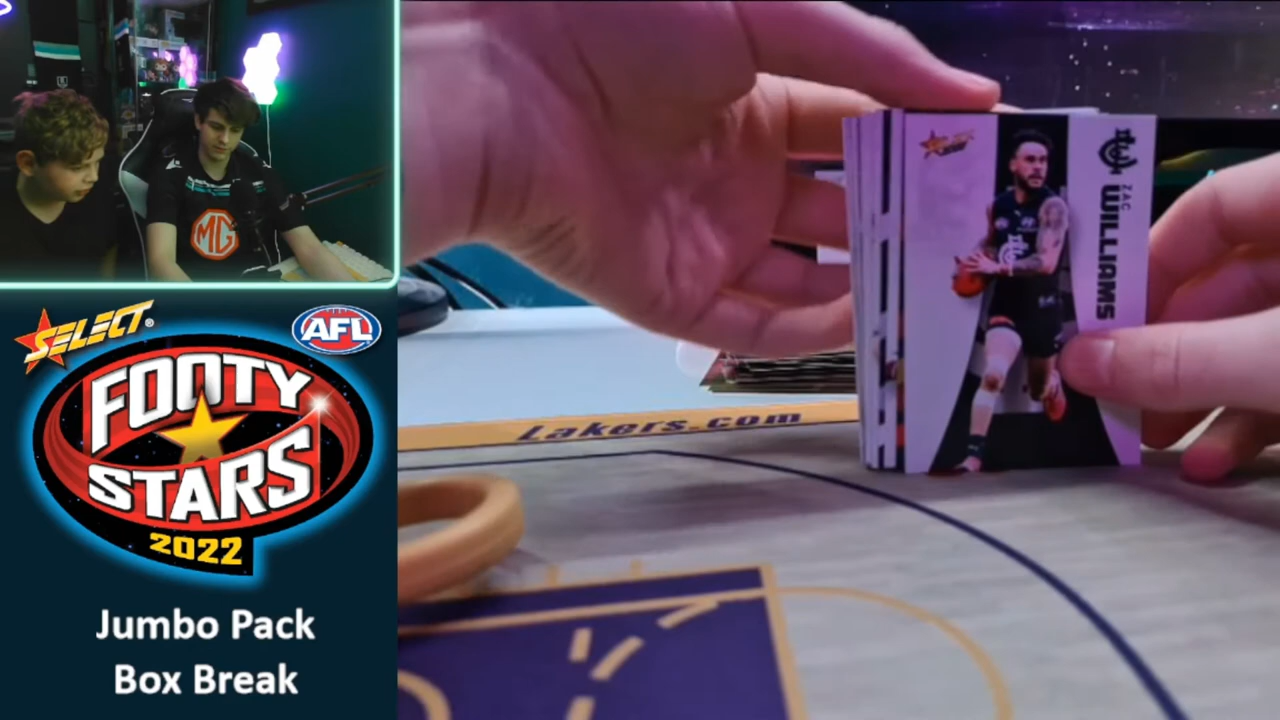 MG
SELECT®
AFL
FOOTY
STARS
2022
Jumbo Pack
Box Break
ZAC
WILLIAMS
Lakers.com